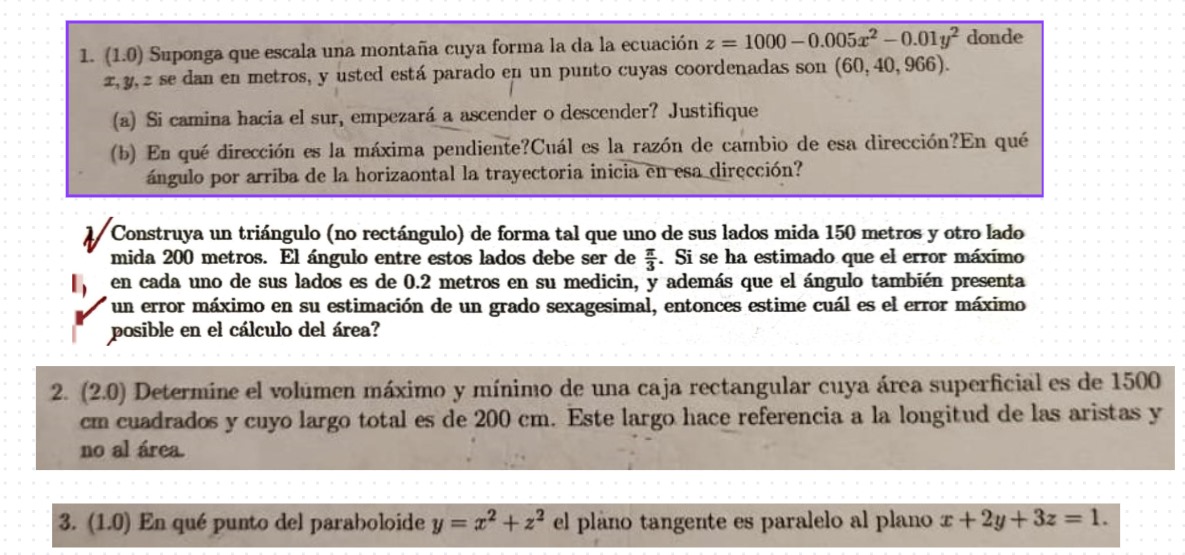 1. (1.0) Suponga que escala una montaña cuya forma la da la ecuación z = 1000 − 0.005x² − 0.01y² donde
x, y, z se dan en metros, y usted está parado en un punto cuyas coordenadas son (60, 40, 966).
(a) Si camina hacia el sur, empezará a ascender o descender? Justifique
(b) En qué dirección es la máxima pendiente?Cuál es la razón de cambio de esa dirección?En qué
ángulo por arriba de la horizaontal la trayectoria inicia en esa dirección?
Construya un triángulo (no rectángulo) de forma tal que uno de sus lados mida 150 metros y otro lado
mida 200 metros. El ángulo entre estos lados debe ser de π/3. Si se ha estimado que el error máximo
en cada uno de sus lados es de 0.2 metros en su medicin, y además que el ángulo también presenta
un error máximo en su estimación de un grado sexagesimal, entonces estime cuál es el error máximo
posible en el cálculo del área?
2. (2.0) Determine el volumen máximo y mínimo de una caja rectangular cuya área superficial es de 1500
cm cuadrados y cuyo largo total es de 200 cm. Este largo hace referencia a la longitud de las aristas y
no al área.
3. (1.0) En qué punto del paraboloide y = x² + z² el plano tangente es paralelo al plano x + 2y + 3z = 1.